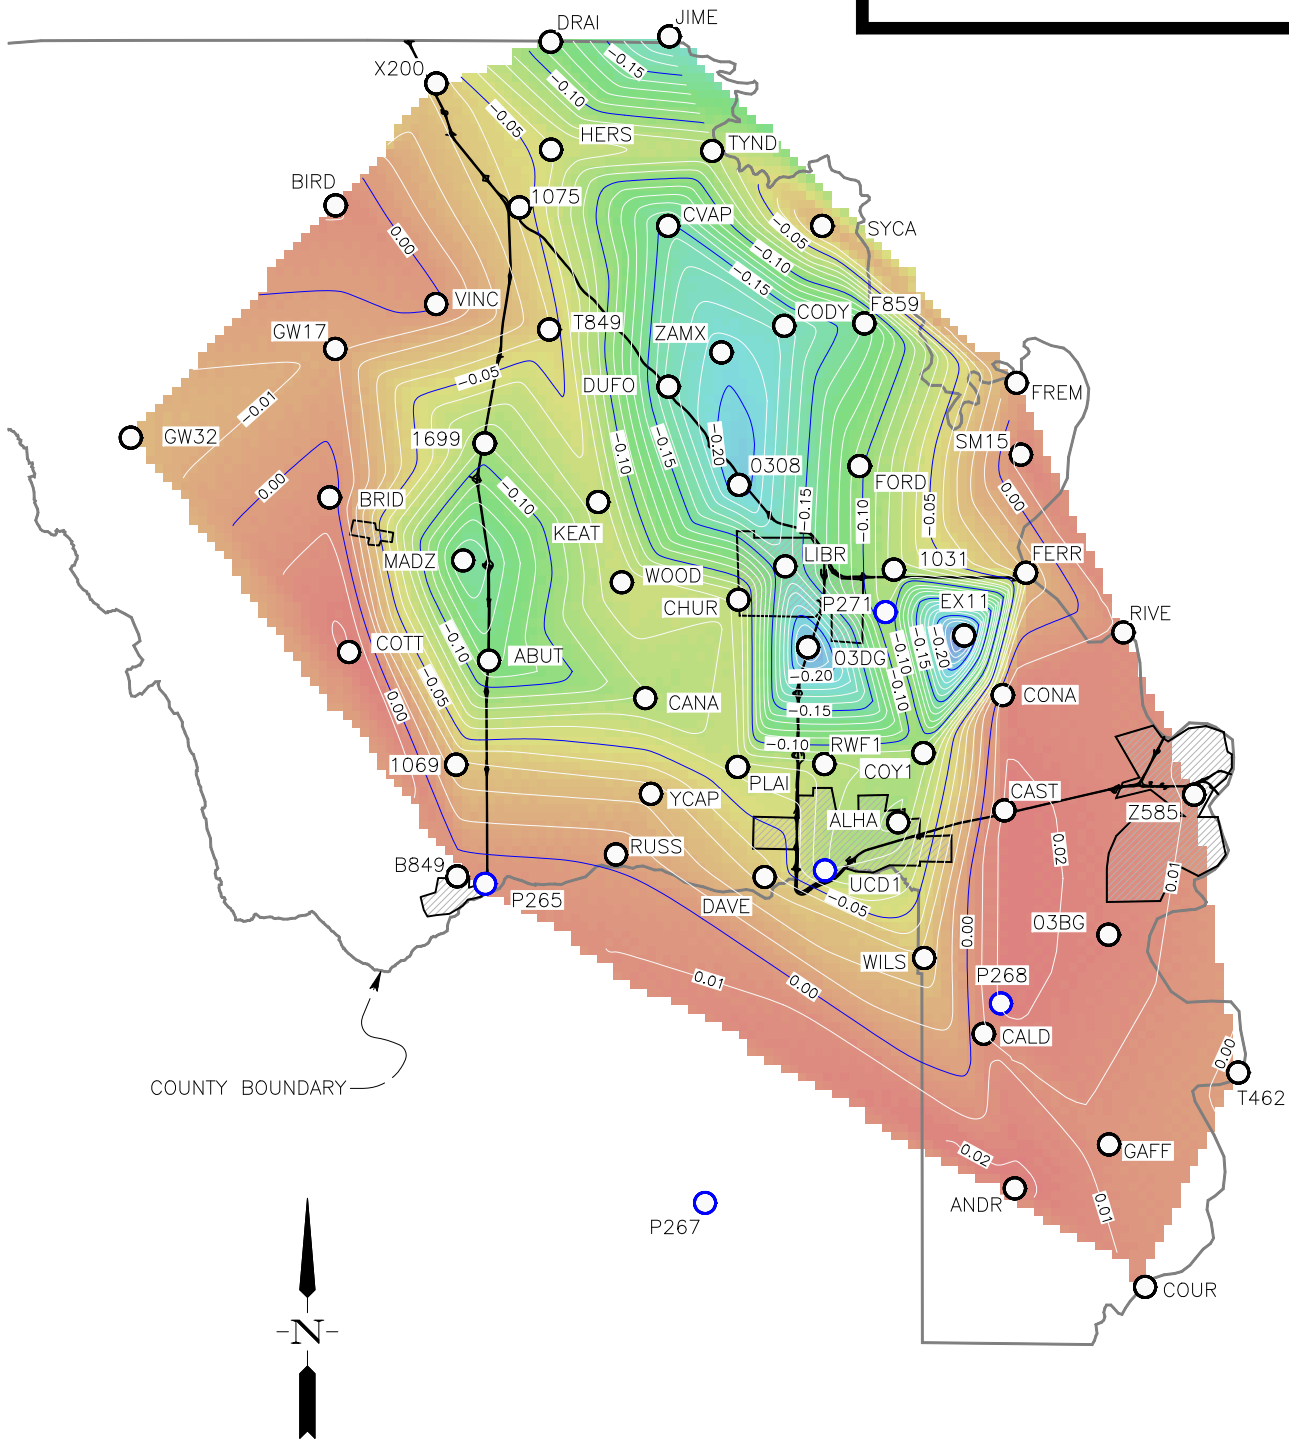 DRAI
JIME
X200
−0.15
−0.10
−0.05
HERS
TYND
BIRD
1075
CVAP
SYCA
−0.05
0.00
−0.10
−0.15
VINC
T849
CODY
F859
GW17
ZAMX
−0.05
DUFO
FREM
−0.01
GW32
1699
−0.10
−0.15
−0.20
0308
SM15
0.00
BRID
−0.10
KEAT
−0.15
−0.10
FORD
−0.05
0.00
MADZ
WOOD
LIBR
1031
FERR
CHUR
P271
EX11
RIVE
COTT
−0.10
ABUT
03DG
−0.10
−0.15
−0.20
−0.05
0.00
CANA
−0.20
−0.15
−0.10
CONA
−0.10
RWF1
1069
PLAI
COY1
YCAP
CAST
Z585
ALHA
RUSS
B849
0.02
0.01
P265
DAVE
UCD1
−0.05
03BG
0.00
WILS
0.01
0.00
P268
CALD
0.00
COUNTY BOUNDARY
T462
0.02
GAFF
ANDR
0.01
P267
COUR
-N-